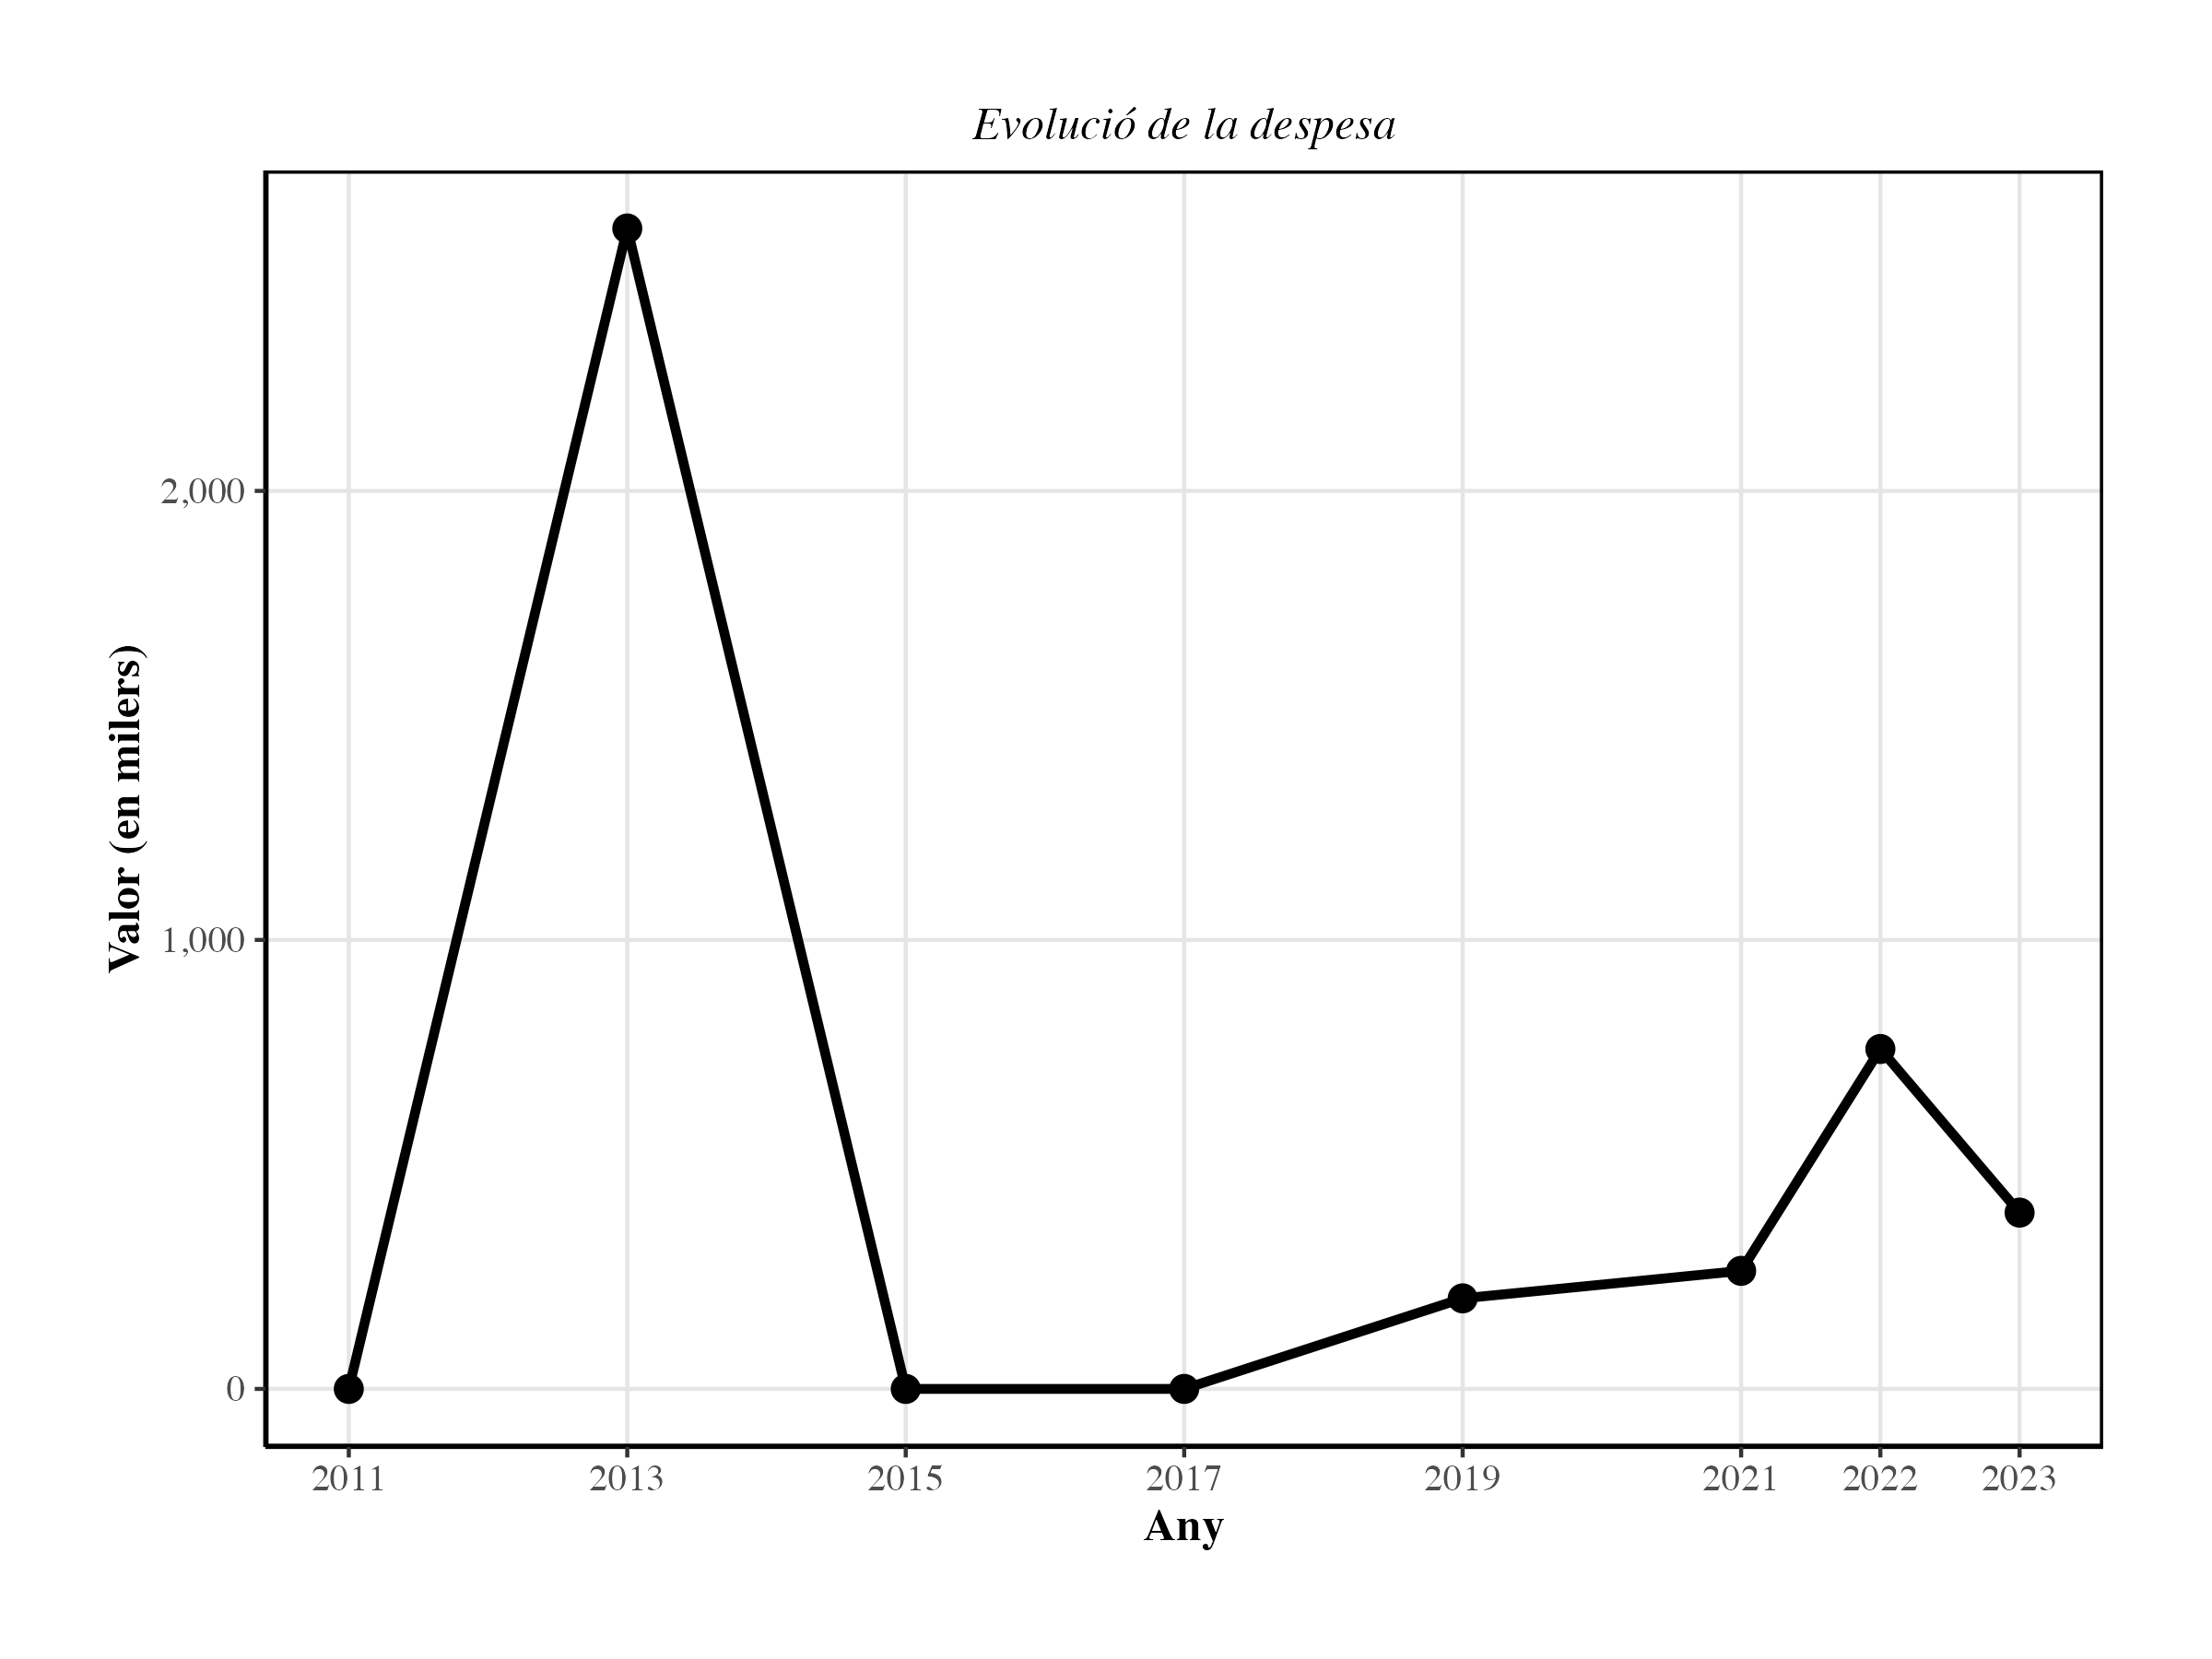 Evolució de la despesa
Valor (en milers)
2,000
1,000
0
2011 2013 2015 2017 2019 2021 2022 2023
Any